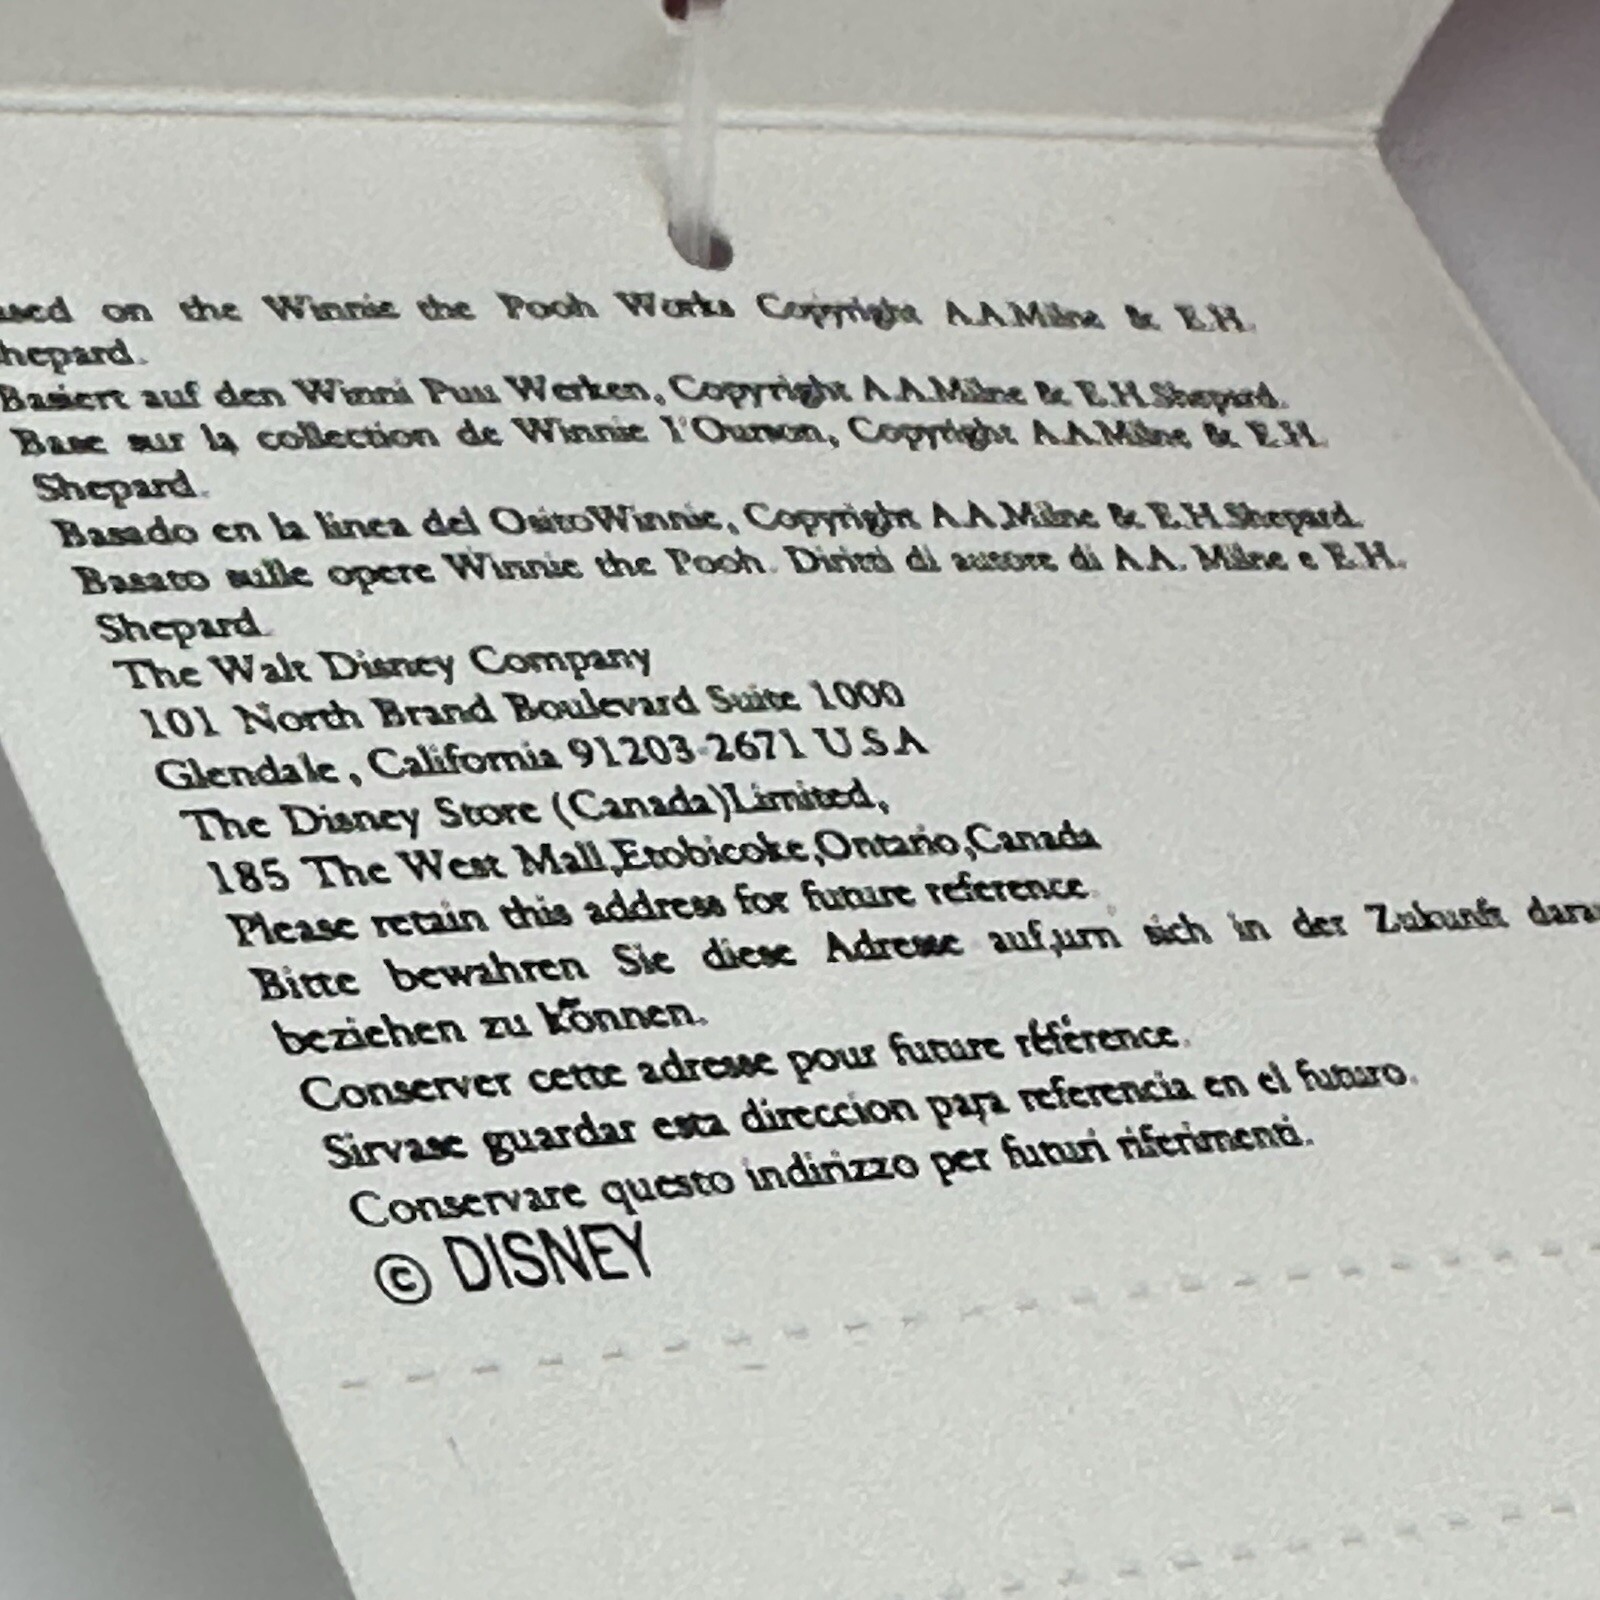 used on the Winnie the Pooh Works Copyright A.A.Milne & E.H.
hepard.
Basiert auf den Winni Puu Werken, Copyright A.A.Milne & E.H.Shepard.
Base sur la collection de Winnie l'Ourson, Copyright A.A.Milne & E.H.
Shepard.
Basado en la linea del OsitoWinnie, Copyright A.A.Milne & E.H.Shepard.
Basato sulle opere Winnie the Pooh. Diritti di autore di A.A. Milne e E.H.
Shepard.
The Walt Disney Company
101 North Brand Boulevard Suite 1000
Glendale, California 91203-2671 U.S.A
The Disney Store (Canada)Limited,
185 The West Mall,Etobicoke,Ontario,Canada
Please retain this address for future reference.
Bitte bewahren Sie diese Adresse auf,um sich in der Zukunft darau
beziehen zu kõnnen.
Conserver cette adresse pour future référence.
Sirvase guardar esta direccion para referencia en el futuro.
Conservare questo indirizzo per futuri riferimenti.
© DISNEY